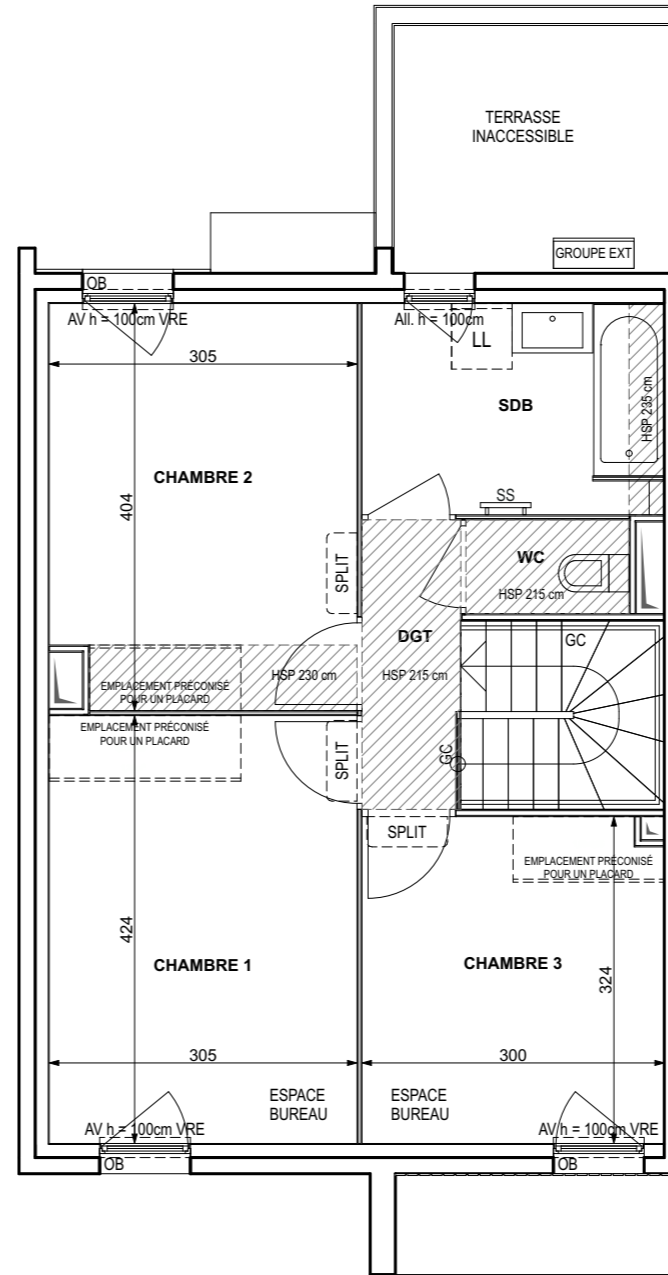 TERRASSE
INACCESSIBLE
GROUPE EXT
OB
AV h = 100cm VRE
All. h = 100cm
LL
305
SDB
HSP 235 cm
CHAMBRE 2
404
SS
SPLIT
WC
HSP 215 cm
DGT
HSP 215 cm
GC
HSP 230 cm
EMPLACEMENT PRÉCONISÉ
POUR UN PLACARD
EMPLACEMENT PRÉCONISÉ
POUR UN PLACARD
SPLIT
GC
SPLIT
EMPLACEMENT PRÉCONISÉ
POUR UN PLACARD
424
CHAMBRE 1
CHAMBRE 3
324
305
300
ESPACE
BUREAU
ESPACE
BUREAU
AV h = 100cm VRE
AV h = 100cm VRE
OB
OB